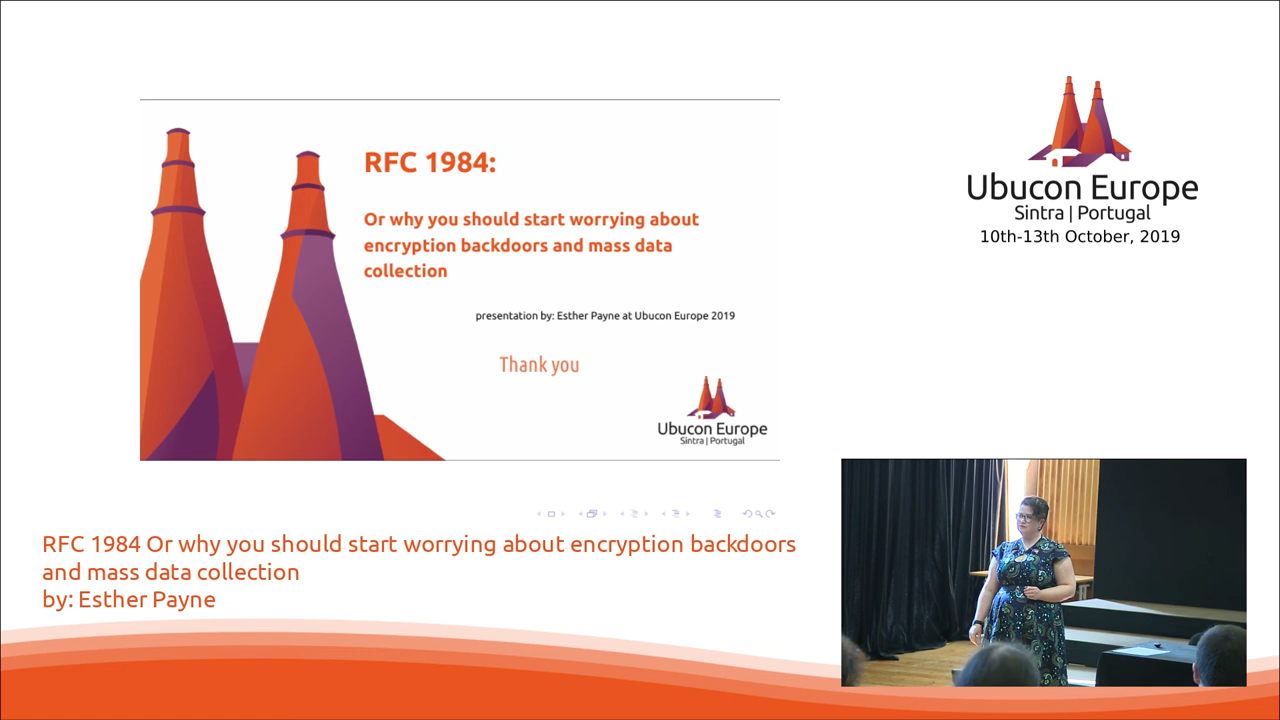 RFC 1984:
Or why you should start worrying about
encryption backdoors and mass data
collection
presentation by: Esther Payne at Ubucon Europe 2019
Thank you
Ubucon Europe
Sintra | Portugal
Ubucon Europe
Sintra | Portugal
10th-13th October, 2019
RFC 1984 Or why you should start worrying about encryption backdoors
and mass data collection
by: Esther Payne